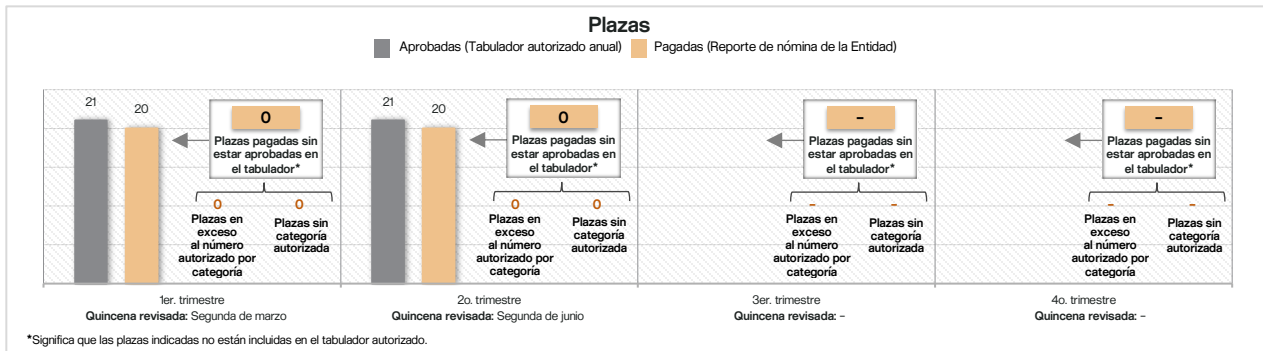 Plazas
Aprobadas (Tabulador autorizado anual)
Pagadas (Reporte de nómina de la Entidad)
21
20
0
Plazas pagadas sin
estar aprobadas en
el tabulador*
0
0
Plazas en
exceso
al número
autorizado por
categoría
Plazas sin
categoría
autorizada
21
20
0
Plazas pagadas sin
estar aprobadas en
el tabulador*
0
0
Plazas en
exceso
al número
autorizado por
categoría
Plazas sin
categoría
autorizada
-
Plazas pagadas sin
estar aprobadas en
el tabulador*
-
-
Plazas en
exceso
al número
autorizado por
categoría
Plazas sin
categoría
autorizada
-
Plazas pagadas sin
estar aprobadas en
el tabulador*
-
-
Plazas en
exceso
al número
autorizado por
categoría
Plazas sin
categoría
autorizada
1er. trimestre
Quincena revisada: Segunda de marzo
2o. trimestre
Quincena revisada: Segunda de junio
3er. trimestre
Quincena revisada: -
4o. trimestre
Quincena revisada: -
*Significa que las plazas indicadas no están incluidas en el tabulador autorizado.